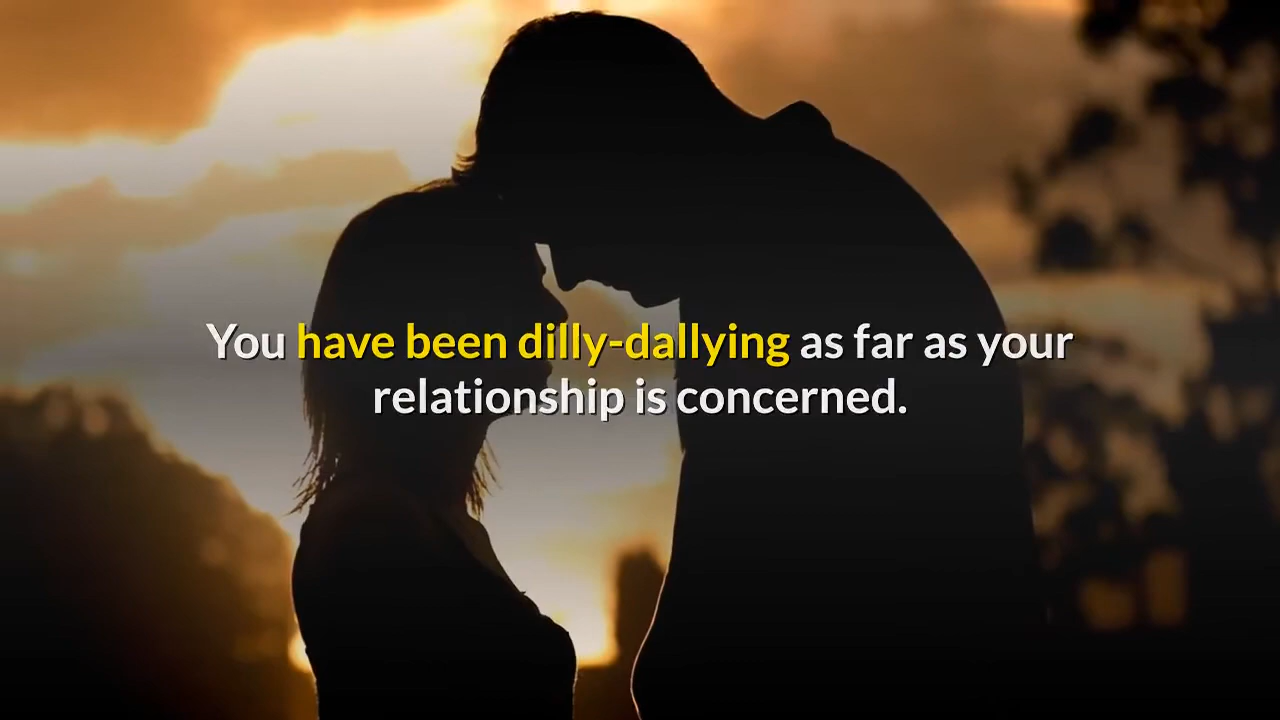 You have been dilly-dallying as far as your
relationship is concerned.